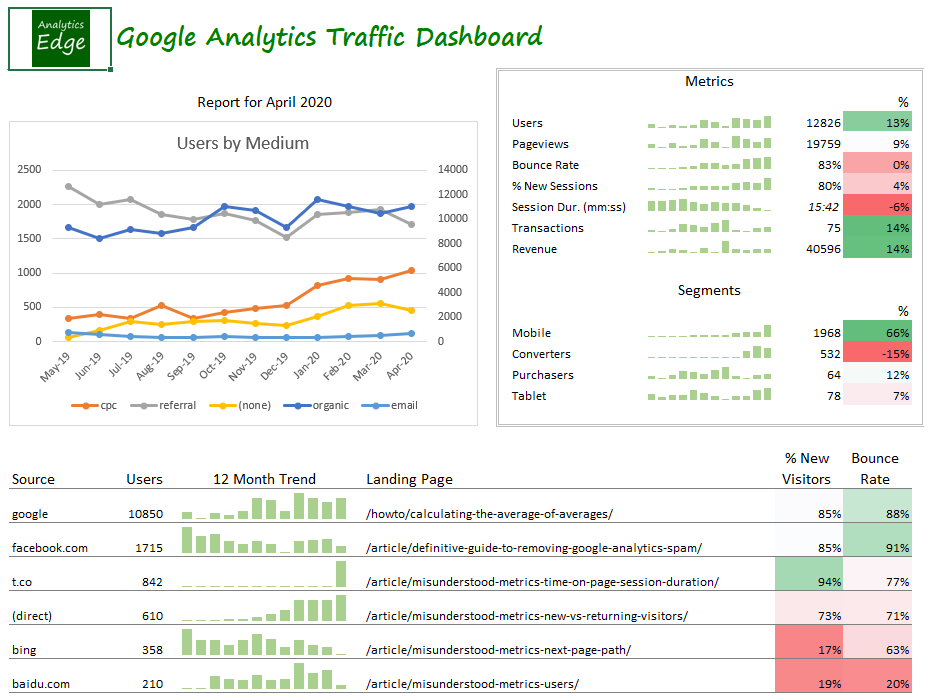 Analytics
Edge
Google Analytics Traffic Dashboard
Report for April 2020
Users by Medium
2500 14000
2000 12000
1500 10000
1000 8000
500 6000
0 4000
2000
0
May-19 Jun-19 Jul-19 Aug-19 Sep-19 Oct-19 Nov-19 Dec-19 Jan-20 Feb-20 Mar-20 Apr-20
cpc referral (none) organic email
Metrics
%
Users 12826 13%
Pageviews 19759 9%
Bounce Rate 83% 0%
% New Sessions 80% 4%
Session Dur. (mm:ss) 15:42 -6%
Transactions 75 14%
Revenue 40596 14%
Segments
%
Mobile 1968 66%
Converters 532 -15%
Purchasers 64 12%
Tablet 78 7%
% New Bounce
Source Users 12 Month Trend Landing Page Visitors Rate
google 10850 /howto/calculating-the-average-of-averages/ 85% 88%
facebook.com 1715 /article/definitive-guide-to-removing-google-analytics-spam/ 85% 91%
t.co 842 /article/misunderstood-metrics-time-on-page-session-duration/ 94% 77%
(direct) 610 /article/misunderstood-metrics-new-vs-returning-visitors/ 73% 71%
bing 358 /article/misunderstood-metrics-next-page-path/ 17% 63%
baidu.com 210 /article/misunderstood-metrics-users/ 19% 20%